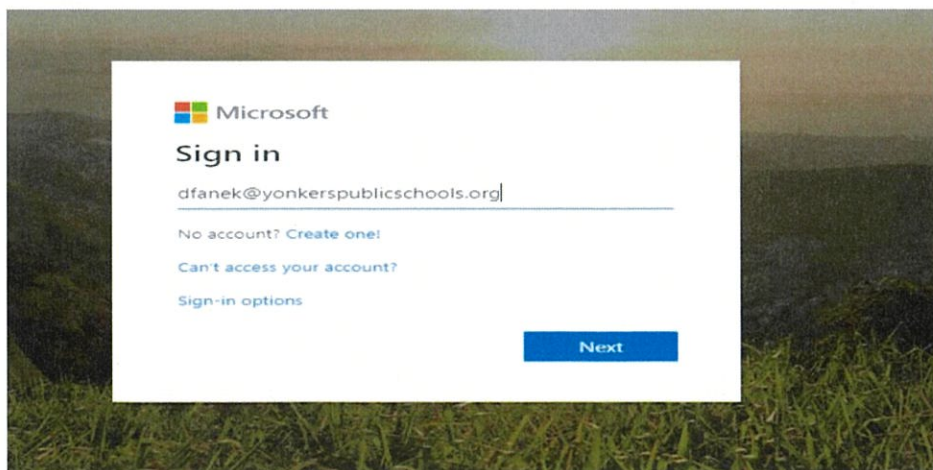 Microsoft
Sign in
dfanek@yonkerspublicschools.org
No account? Create one!
Can't access your account?
Sign-in options
Next